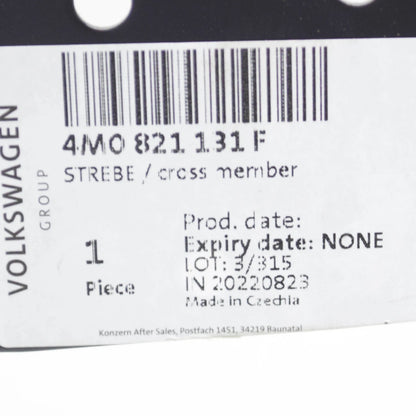 VOLKSWAGEN
GROUP
4M0 821 131 F
STREBE / cross member
1
Piece
Prod. date:
Expiry date: NONE
LOT: 3/315
IN 20220823
Made in Czechia
Konzern After Sales, Postfach 1451, 34219 Baunatal